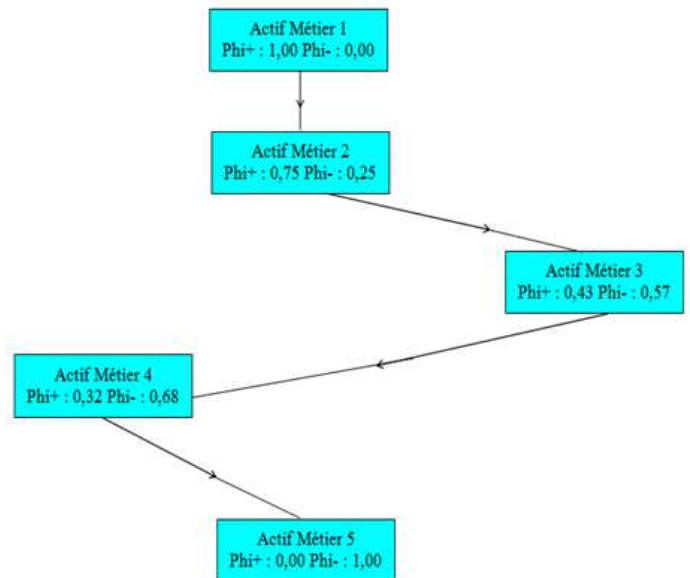 Actif Métier 1
Phi+ : 1,00 Phi- : 0,00
Actif Métier 2
Phi+ : 0,75 Phi- : 0,25
Actif Métier 3
Phi+ : 0,43 Phi- : 0,57
Actif Métier 4
Phi+ : 0,32 Phi- : 0,68
Actif Métier 5
Phi+ : 0,00 Phi- : 1,00